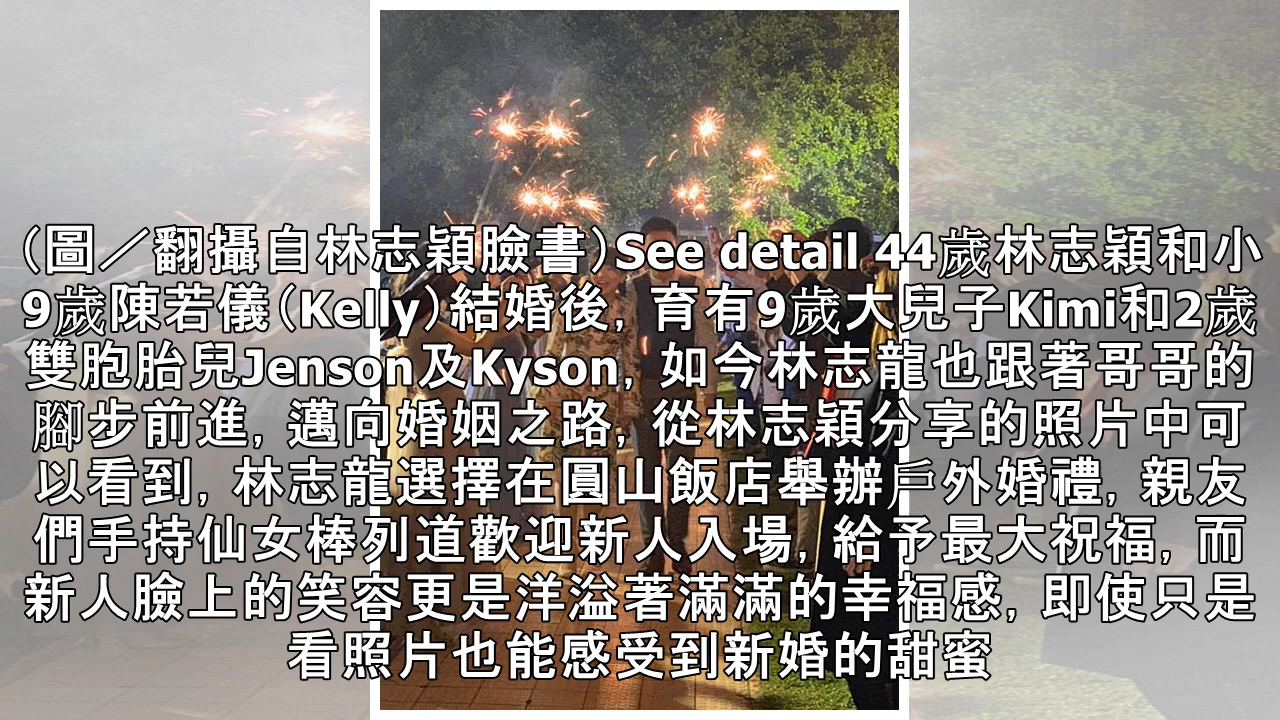 (圖／翻攝自林志穎臉書)See detail 44歲林志穎和小
9歲陳若儀(Kelly)結婚後, 育有9歲大兒子Kimi和2歲
雙胞胎兒Jenson及Kyson, 如今林志龍也跟著哥哥的
腳步前進, 邁向婚姻之路, 從林志穎分享的照片中可
以看到, 林志龍選擇在圓山飯店舉辦戶外婚禮, 親友
們手持仙女棒列道歡迎新人入場, 給予最大祝福, 而
新人臉上的笑容更是洋溢著滿滿的幸福感, 即使只是
看照片也能感受到新婚的甜蜜